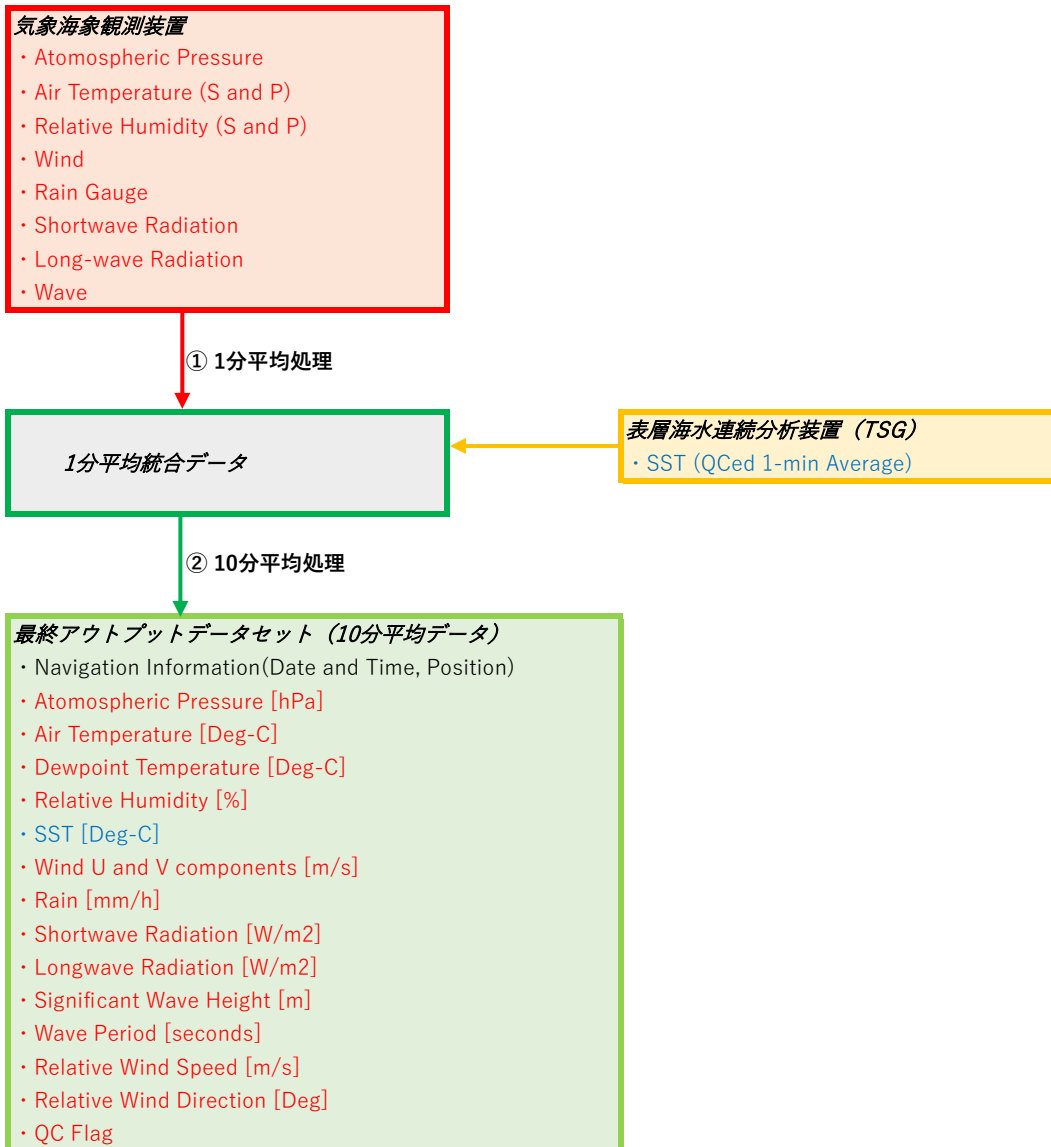 気象海象観測装置
・Atomospheric Pressure
・Air Temperature (S and P)
・Relative Humidity (S and P)
・Wind
・Rain Gauge
・Shortwave Radiation
・Long-wave Radiation
・Wave
① 1分平均処理
1分平均統合データ
表層海水連続分析装置（TSG）
・SST (QCed 1-min Average)
② 10分平均処理
最終アウトプットデータセット（10分平均データ）
・Navigation Information(Date and Time, Position)
・Atomospheric Pressure [hPa]
・Air Temperature [Deg-C]
・Dewpoint Temperature [Deg-C]
・Relative Humidity [%]
・SST [Deg-C]
・Wind U and V components [m/s]
・Rain [mm/h]
・Shortwave Radiation [W/m2]
・Longwave Radiation [W/m2]
・Significant Wave Height [m]
・Wave Period [seconds]
・Relative Wind Speed [m/s]
・Relative Wind Direction [Deg]
・QC Flag